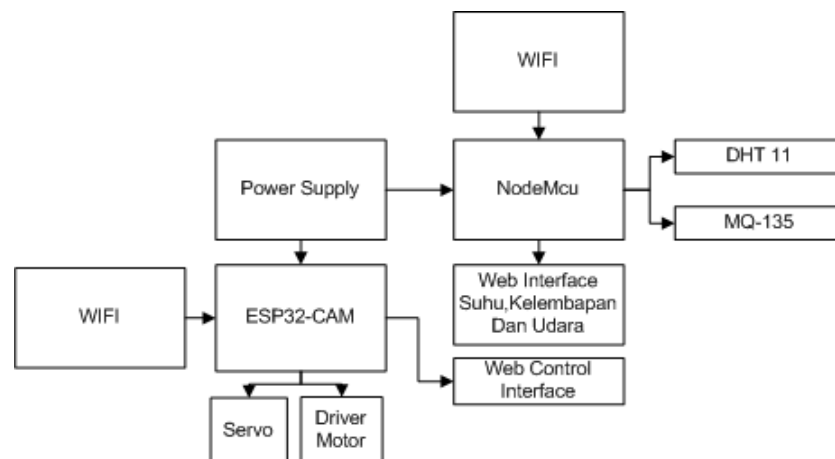 WIFI
Power Supply
NodeMcu
DHT 11
MQ-135
WIFI
ESP32-CAM
Web Interface
Suhu,Kelembapan
Dan Udara
Web Control
Interface
Servo
Driver
Motor